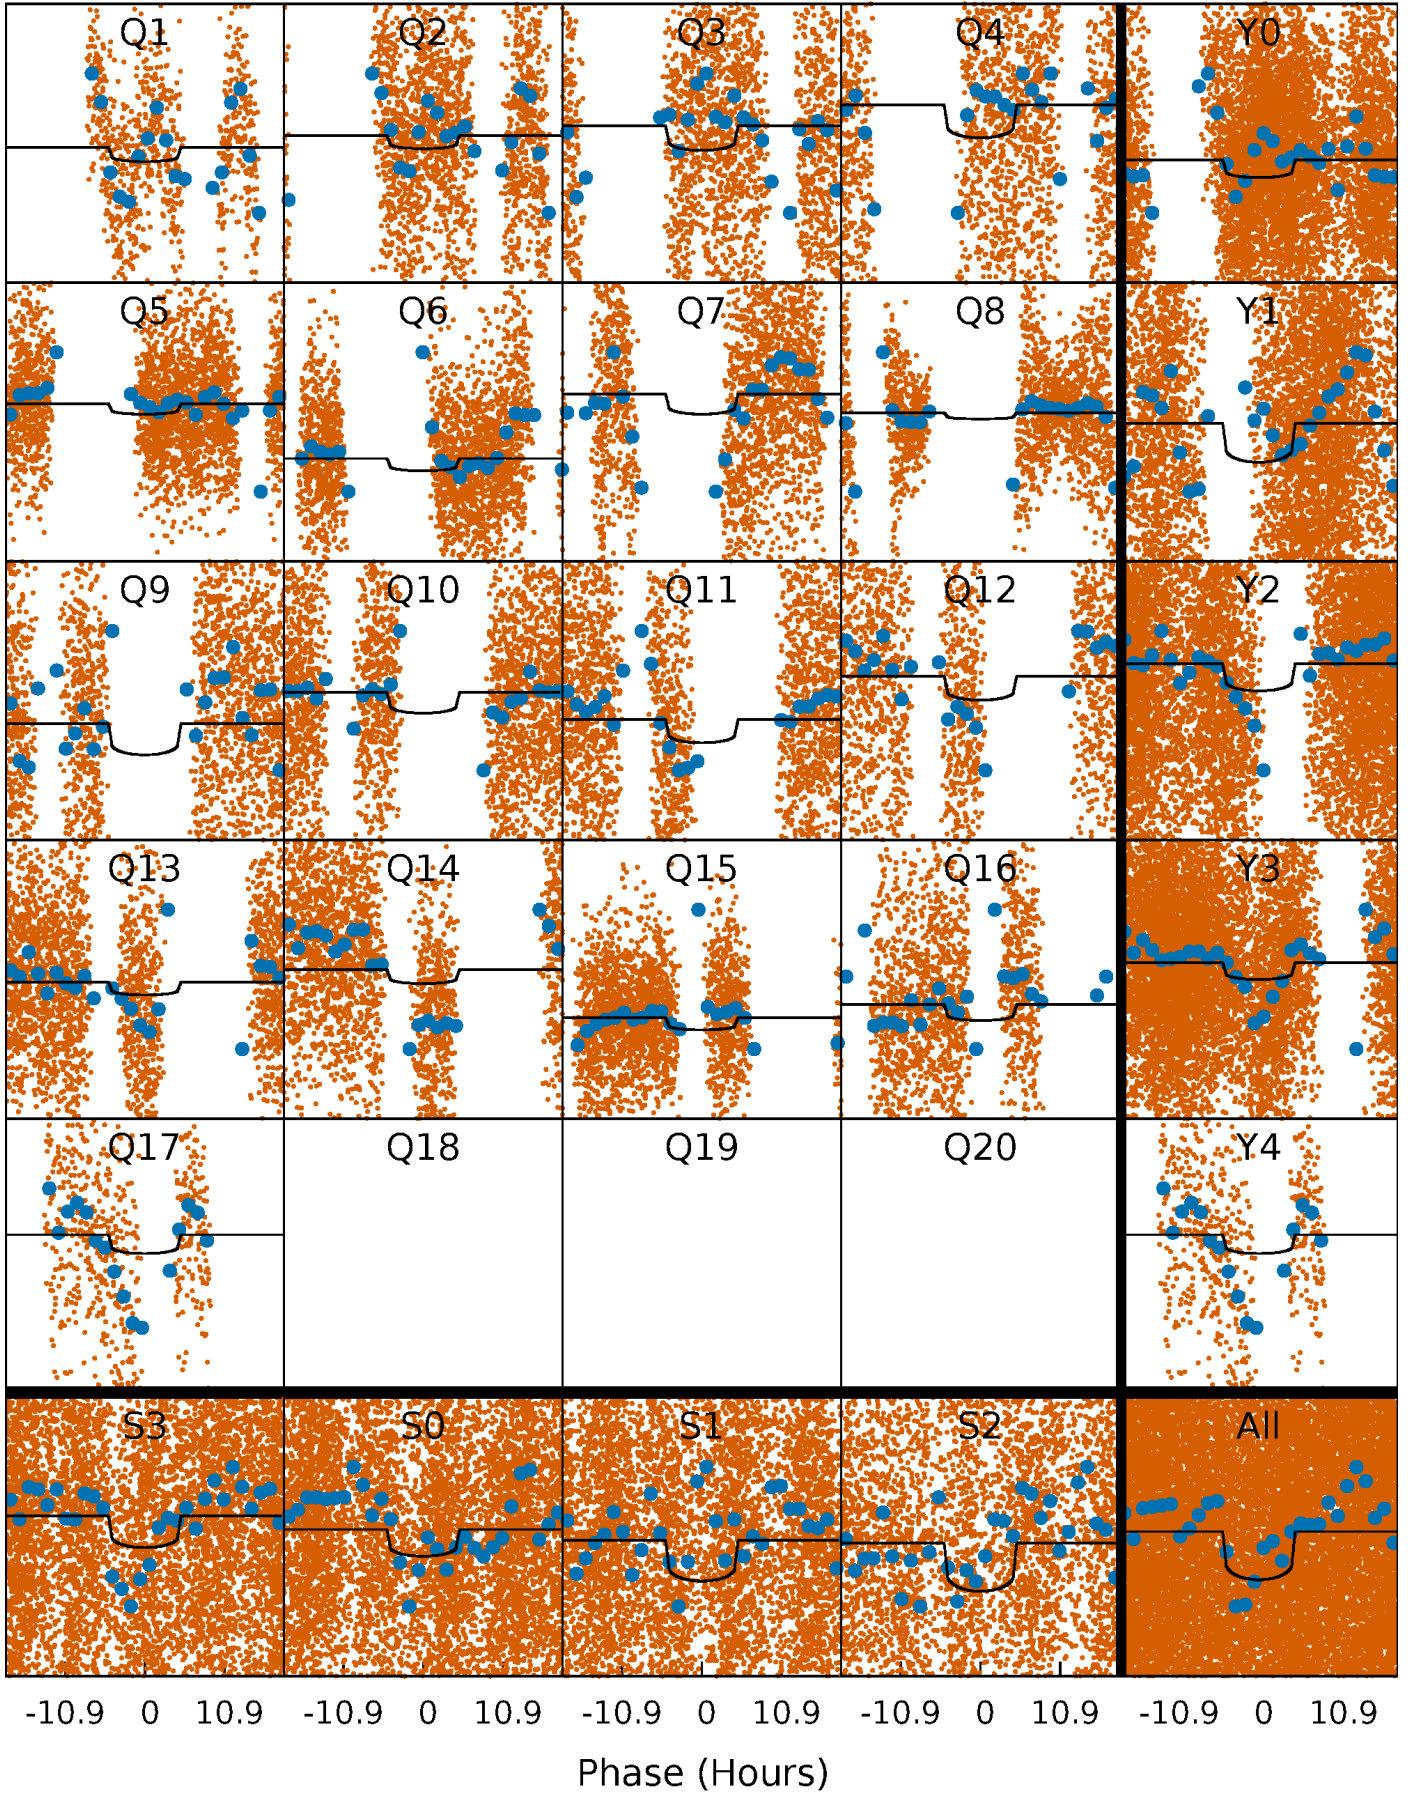 Q1 Q2 Q3 Q4 Y0
Q5 Q6 Q7 Q8 Y1
Q9 Q10 Q11 Q12 Y2
Q13 Q14 Q15 Q16 Y3
Q17 Q18 Q19 Q20 Y4
S3 S0 S1 S2 All
-10.9 0 10.9 -10.9 0 10.9 -10.9 0 10.9 -10.9 0 10.9 -10.9 0 10.9
Phase (Hours)